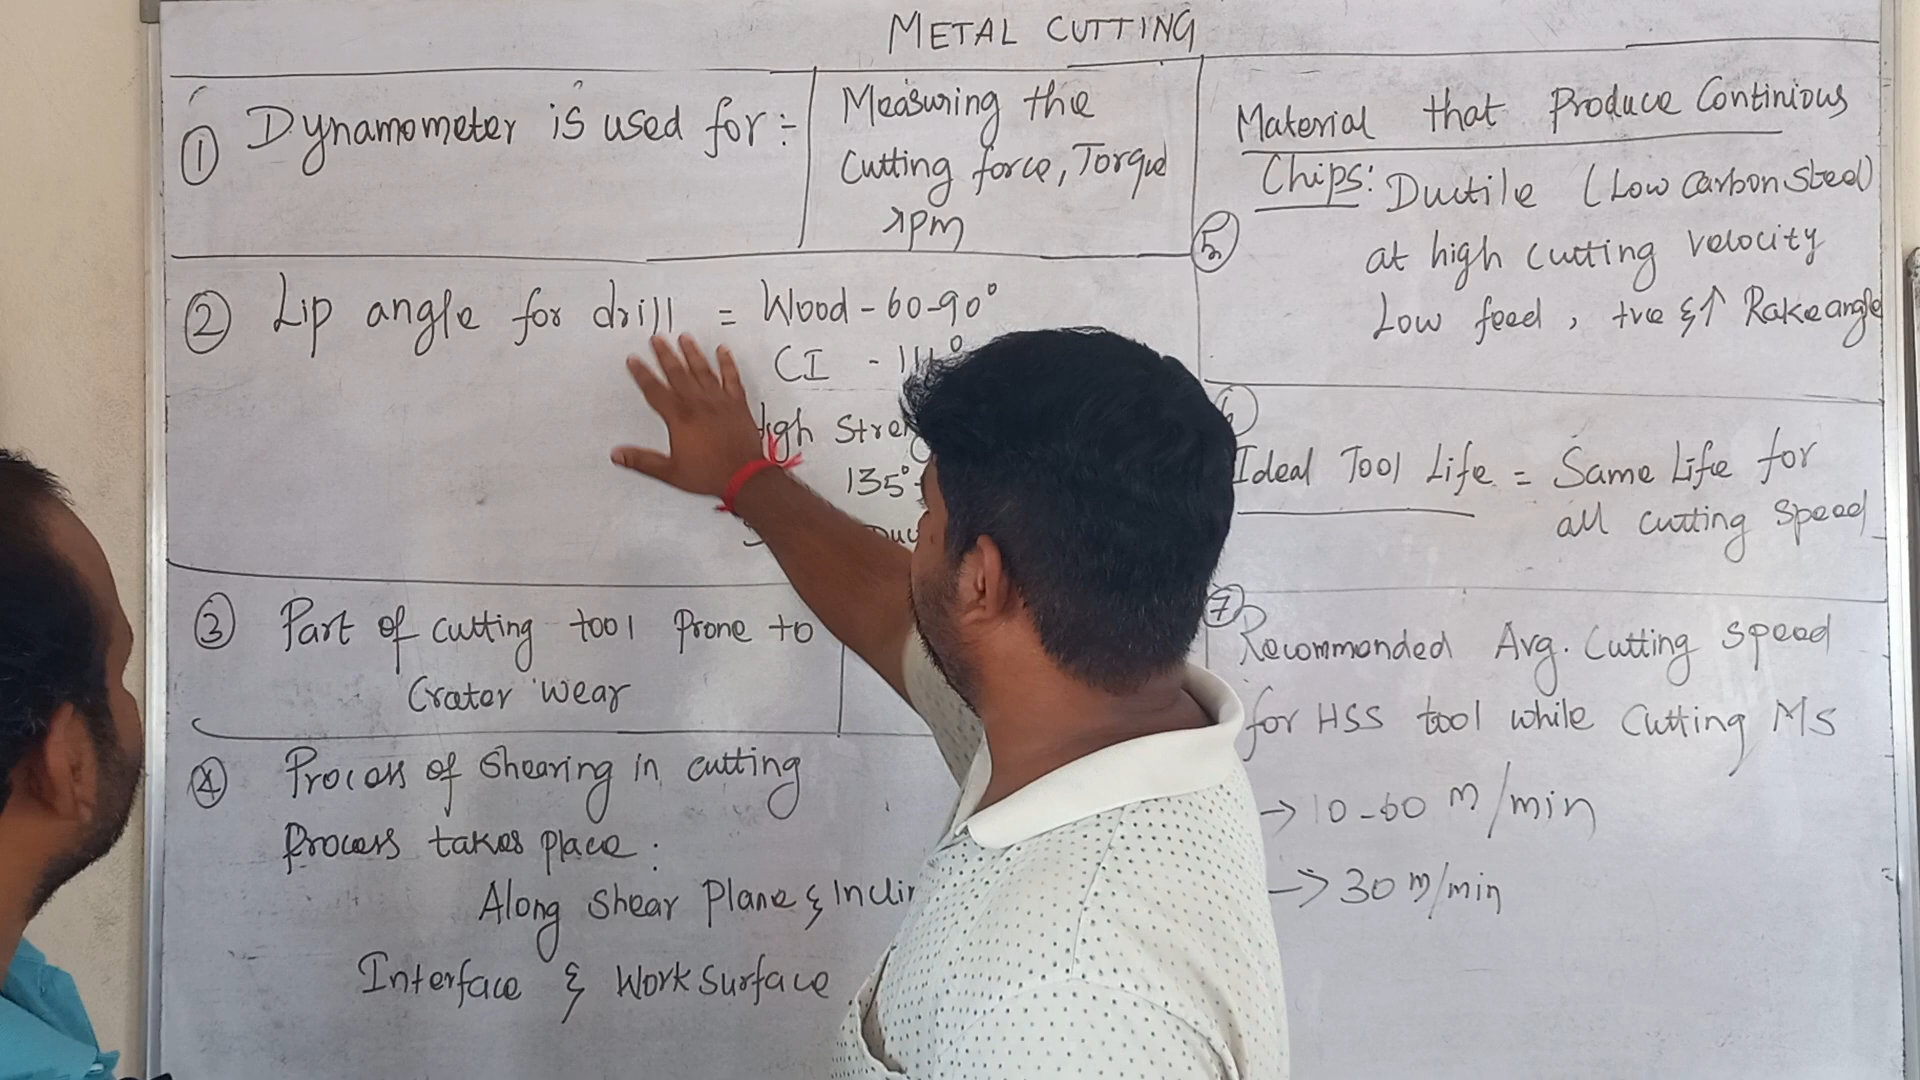 METAL CUTTING
① Dynamometer is used for :-
Measuring the
Cutting force, Torque
rpm
② Lip angle for drill = Wood - 60-90°
CI -
High
135°
③ Part of cutting tool Prone to
Crater wear
④ Process of Shearing in cutting
Process takes place :
Along Shear Plane &
Interface & Work Surface
Material that Produce Continious
Chips: Ductile (Low Carbon Steel)
⑤ at high cutting velocity
Low feed, +ve & ↑ Rake angle
Ideal Tool Life = Same Life for
all cutting Speed
⑦ Recommended Avg. Cutting Speed
for HSS tool while Cutting MS
→ 10-60 m/min
→ 30 m/min